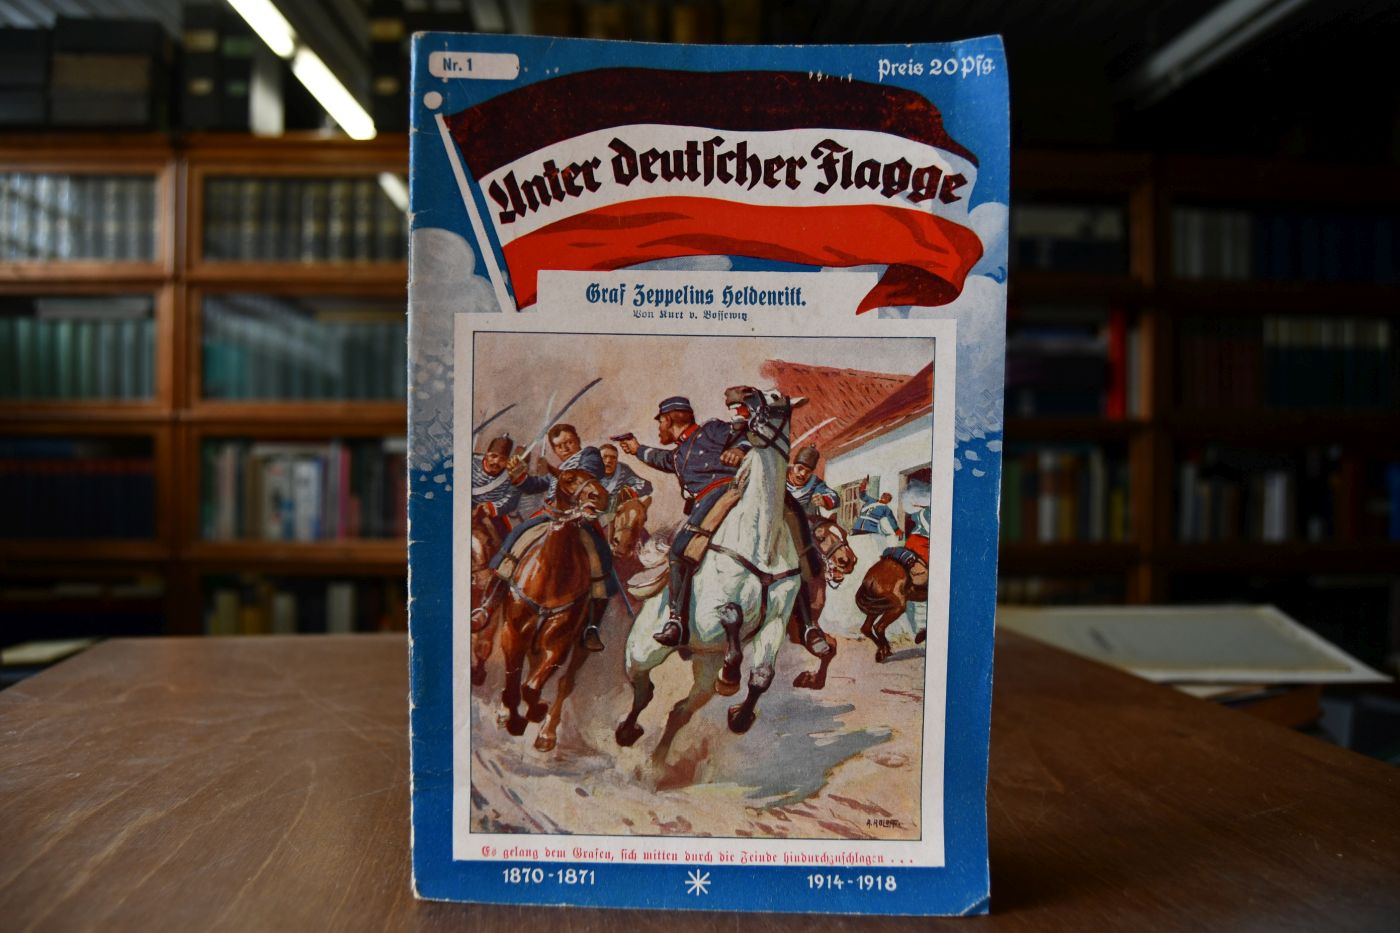 Nr. 1
Preis 20 Pfg.
Unter deutscher Flagge
Graf Zeppelins Heldenritt.
Von Kurt v. Bossewitz
Es gelang dem Grafen, sich mitten durch die Feinde hindurchzuschlagen . . .
1870-1871 1914-1918